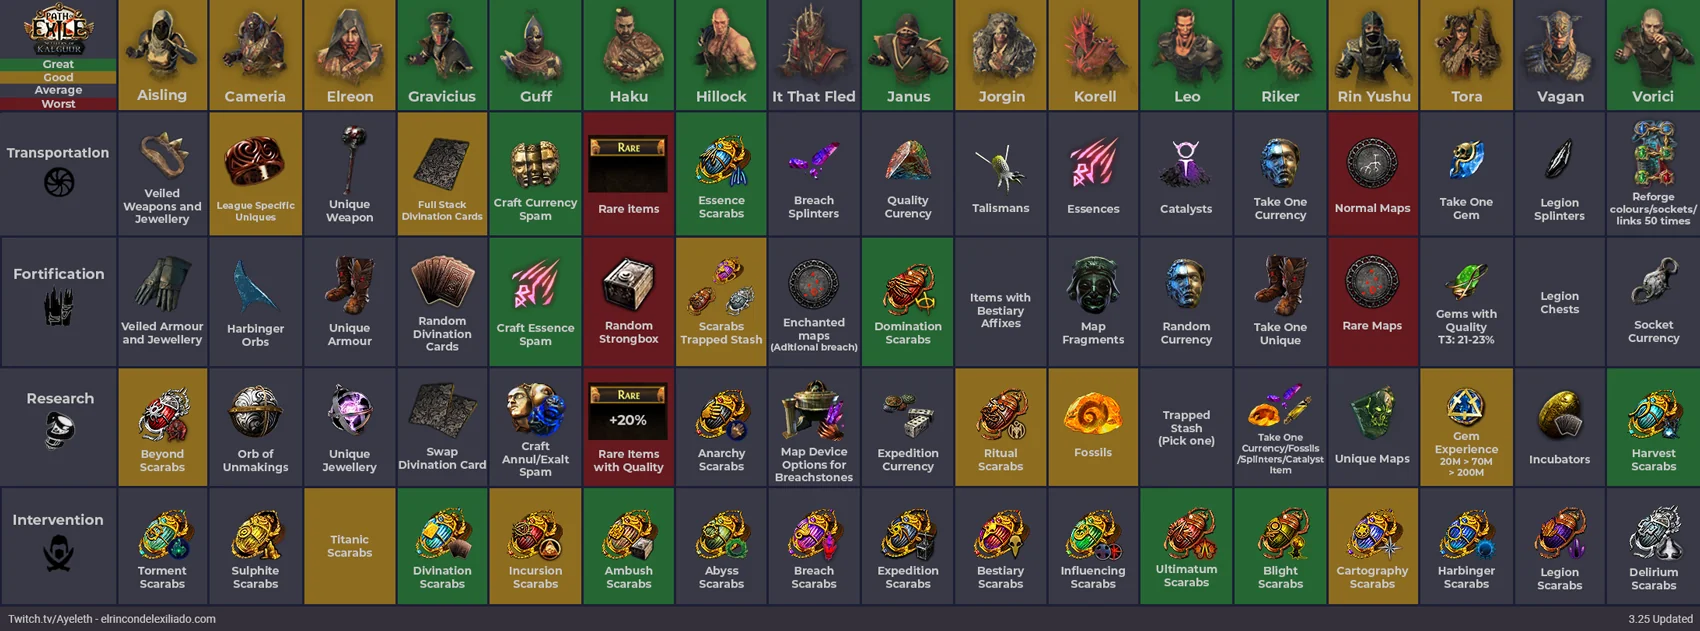 PATH OF EXILE
SETTLERS OF
KALGUUR
Great
Good
Average
Worst
Aisling
Cameria
Elreon
Gravicius
Guff
Haku
Hillock
It That Fled
Janus
Jorgin
Korell
Leo
Riker
Rin Yushu
Tora
Vagan
Vorici
Transportation
Veiled
Weapons and
Jewellery
League Specific
Uniques
Unique
Weapon
Full Stack
Divination Cards
Craft Currency
Spam
RARE
Rare items
Essence
Scarabs
Breach
Splinters
Quality
Curency
Talismans
Essences
Catalysts
Take One
Currency
Normal Maps
Take One
Gem
Legion
Splinters
Reforge
colours/sockets/
links 50 times
Fortification
Veiled Armour
and Jewellery
Harbinger
Orbs
Unique
Armour
Random
Divination
Cards
Craft Essence
Spam
Random
Strongbox
Scarabs
Trapped Stash
Enchanted
maps
(Aditional breach)
Domination
Scarabs
Items with
Bestiary
Affixes
Map
Fragments
Random
Currency
Take One
Unique
Rare Maps
Gems with
Quality
T3: 21-23%
Legion
Chests
Socket
Currency
Research
Beyond
Scarabs
Orb of
Unmakings
Unique
Jewellery
Swap
Divination Card
Craft
Annul/Exalt
Spam
RARE
+20%
Rare Items
with Quality
Anarchy
Scarabs
Map Device
Options for
Breachstones
Expedition
Currency
Ritual
Scarabs
Fossils
Trapped
Stash
(Pick one)
Take One
Currency/Fossils
/Splinters/Catalyst
Item
Unique Maps
Gem
Experience
20M > 70M
> 200M
Incubators
Harvest
Scarabs
Intervention
Torment
Scarabs
Sulphite
Scarabs
Titanic
Scarabs
Divination
Scarabs
Incursion
Scarabs
Ambush
Scarabs
Abyss
Scarabs
Breach
Scarabs
Expedition
Scarabs
Bestiary
Scarabs
Influencing
Scarabs
Ultimatum
Scarabs
Blight
Scarabs
Cartography
Scarabs
Harbinger
Scarabs
Legion
Scarabs
Delirium
Scarabs
Twitch.tv/Ayeleth - elrincondelexiliado.com
3.25 Updated